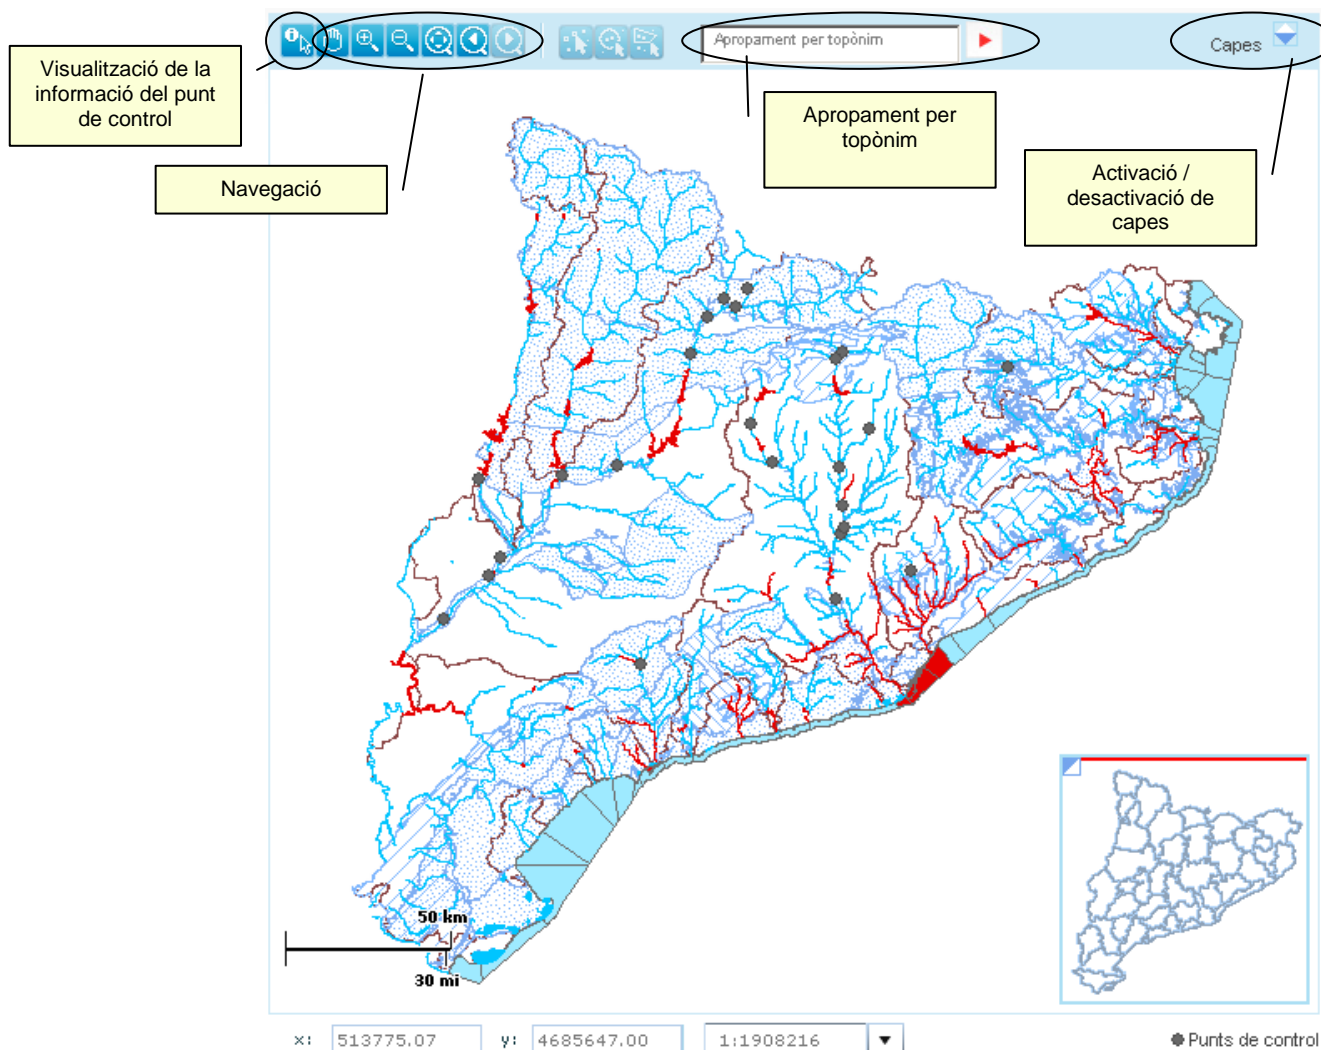 Apropament per topònim
Capes
Visualització de la
informació del punt
de control
Navegació
Apropament per
topònim
Activació /
desactivació de
capes
50 km
30 mi
x: 513775.07 y: 4685647.00 1:1908216
Punts de control